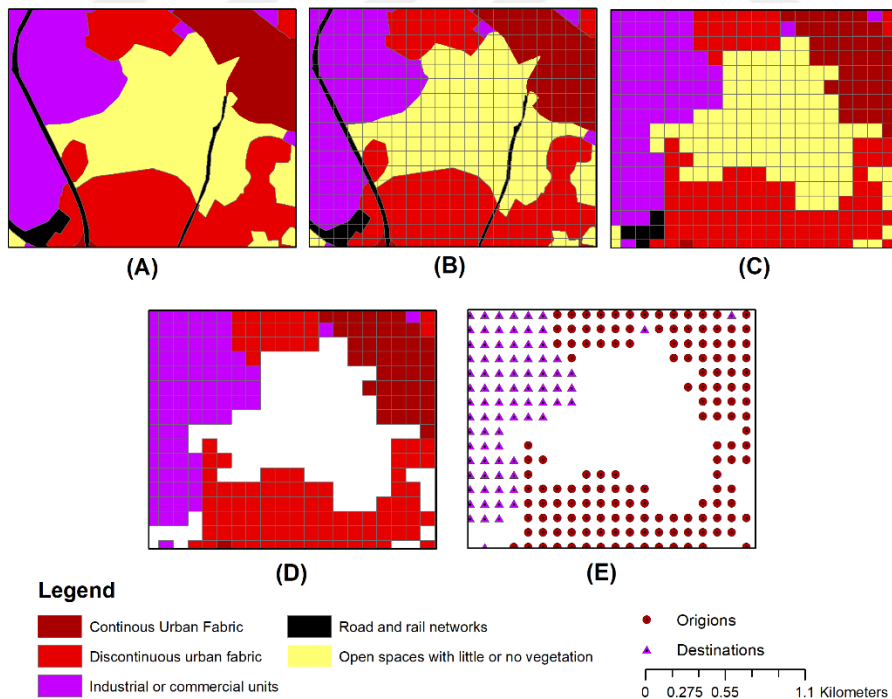 (A)
(B)
(C)
(D)
(E)
Legend
Continous Urban Fabric
Discontinuous urban fabric
Industrial or commercial units
Road and rail networks
Open spaces with little or no vegetation
Origions
Destinations
0 0.275 0.55 1.1 Kilometers